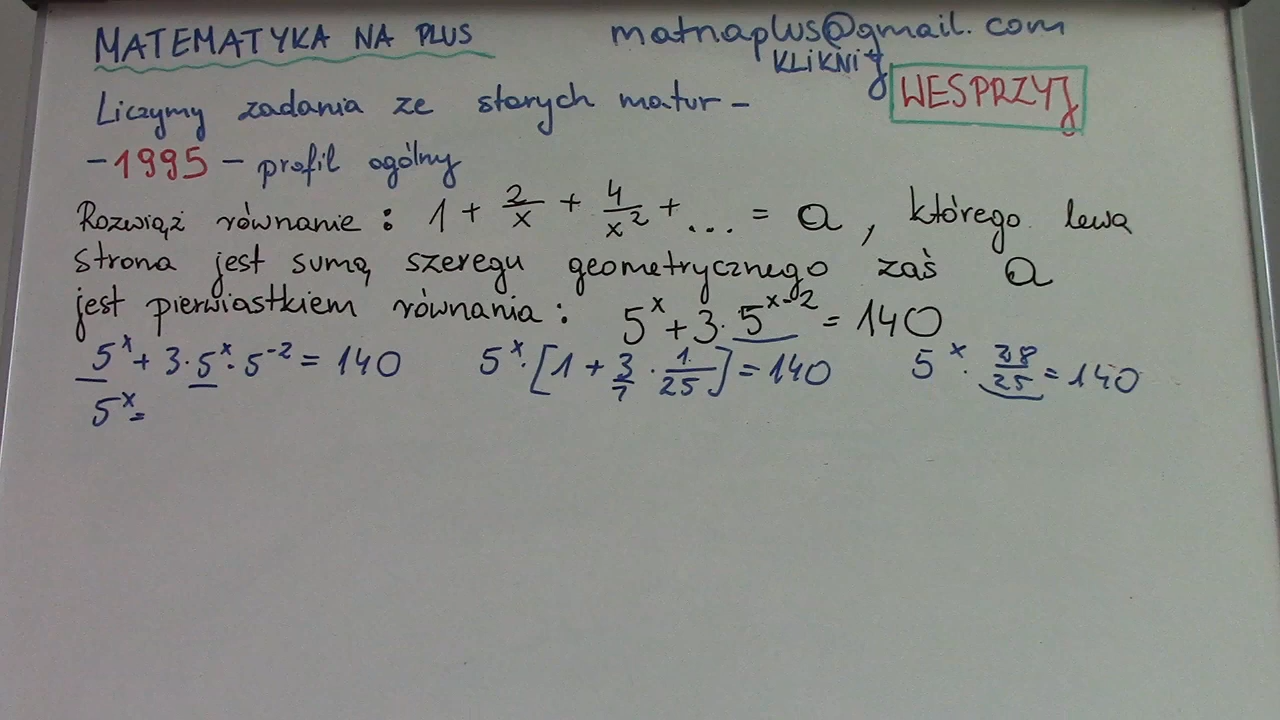 MATEMATYKA NA PLUS
matnaplus@gmail.com
KLIKNIJ
WESPRZYJ
Liczymy zadania ze starych matur -
- 1995 - profil ogólny
Rozwiąż równanie: 1 + 2/x + 4/x² + ... = a, którego lewa
strona jest sumą szeregu geometrycznego zaś a
jest pierwiastkiem równania: 5^x + 3·5^(x-2) = 140
5^x + 3·5^x·5^-2 = 140
5^x·[1 + 3/1 · 1/25] = 140
5^x · 28/25 = 140
5^x =